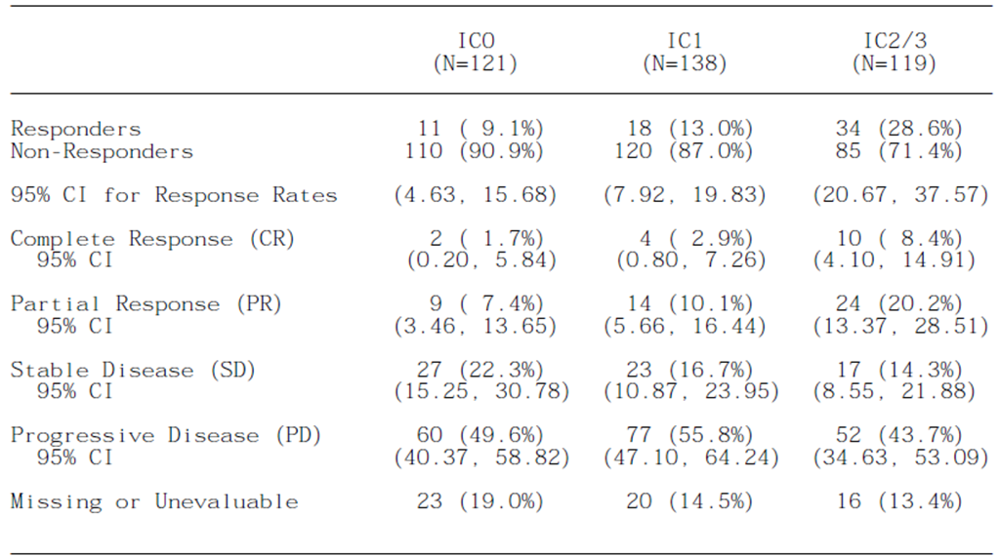 IC0 IC1 IC2/3
(N=121) (N=138) (N=119)
Responders 11 ( 9.1%) 18 (13.0%) 34 (28.6%)
Non-Responders 110 (90.9%) 120 (87.0%) 85 (71.4%)
95% CI for Response Rates (4.63, 15.68) (7.92, 19.83) (20.67, 37.57)
Complete Response (CR) 2 ( 1.7%) 4 ( 2.9%) 10 ( 8.4%)
95% CI (0.20, 5.84) (0.80, 7.26) (4.10, 14.91)
Partial Response (PR) 9 ( 7.4%) 14 (10.1%) 24 (20.2%)
95% CI (3.46, 13.65) (5.66, 16.44) (13.37, 28.51)
Stable Disease (SD) 27 (22.3%) 23 (16.7%) 17 (14.3%)
95% CI (15.25, 30.78) (10.87, 23.95) (8.55, 21.88)
Progressive Disease (PD) 60 (49.6%) 77 (55.8%) 52 (43.7%)
95% CI (40.37, 58.82) (47.10, 64.24) (34.63, 53.09)
Missing or Unevaluable 23 (19.0%) 20 (14.5%) 16 (13.4%)